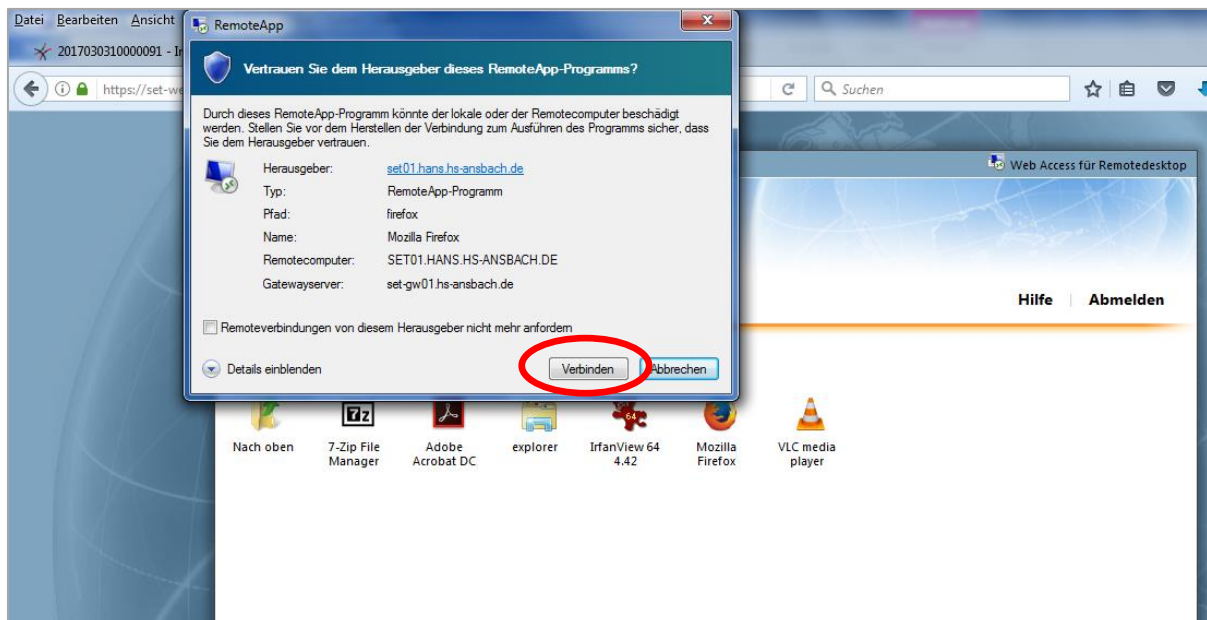 Datei Bearbeiten Ansicht
RemoteApp
2017030310000091 - I
Vertrauen Sie dem Herausgeber dieses RemoteApp-Programms?
https://set-we
Suchen
Durch dieses RemoteApp-Programm könnte der lokale oder der Remotecomputer beschädigt
werden. Stellen Sie vor dem Herstellen der Verbindung zum Ausführen des Programms sicher, dass
Sie dem Herausgeber vertrauen.
Herausgeber: set01.hans.hs-ansbach.de
Typ: RemoteApp-Programm
Pfad: firefox
Name: Mozilla Firefox
Remotecomputer: SET01.HANS.HS-ANSBACH.DE
Gatewayserver: set-gw01.hs-ansbach.de
Remoteverbindungen von diesem Herausgeber nicht mehr anfordern
Details einblenden
Verbinden
Abbrechen
Web Access für Remotedesktop
Hilfe
Abmelden
Nach oben
7-Zip File
Manager
Adobe
Acrobat DC
explorer
IrfanView 64
4.42
Mozilla
Firefox
VLC media
player